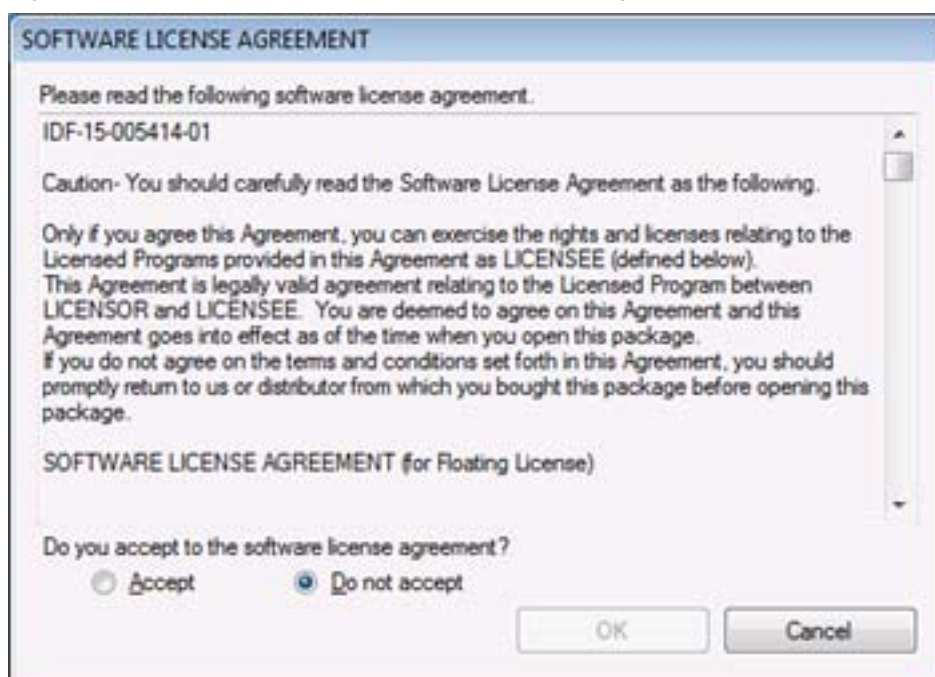 SOFTWARE LICENSE AGREEMENT
Please read the following software license agreement.
IDF-15-005414-01
Caution- You should carefully read the Software License Agreement as the following.
Only if you agree this Agreement, you can exercise the rights and licenses relating to the
Licensed Programs provided in this Agreement as LICENSEE (defined below).
This Agreement is legally valid agreement relating to the Licensed Program between
LICENSOR and LICENSEE.  You are deemed to agree on this Agreement and this
Agreement goes into effect as of the time when you open this package.
If you do not agree on the terms and conditions set forth in this Agreement, you should
promptly return to us or distributor from which you bought this package before opening this
package.
SOFTWARE LICENSE AGREEMENT (for Floating License)
Do you accept to the software license agreement?
Accept
Do not accept
OK
Cancel